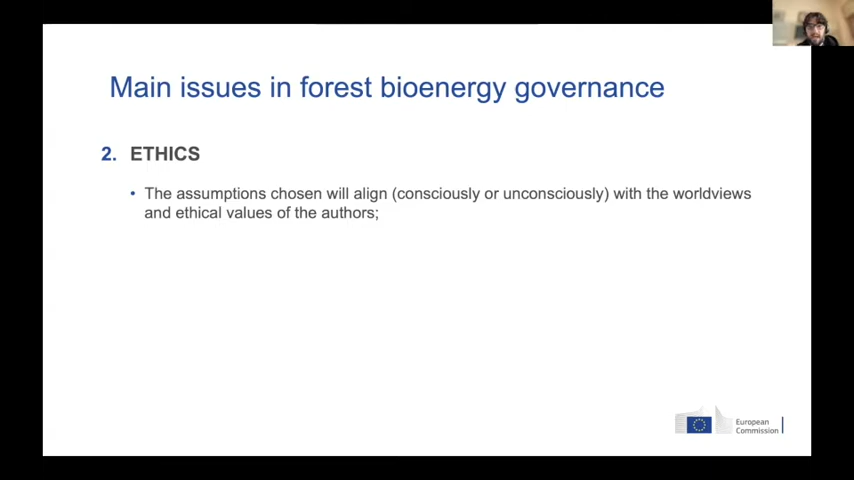 Main issues in forest bioenergy governance
2. ETHICS
• The assumptions chosen will align (consciously or unconsciously) with the worldviews
and ethical values of the authors;
European
Commission